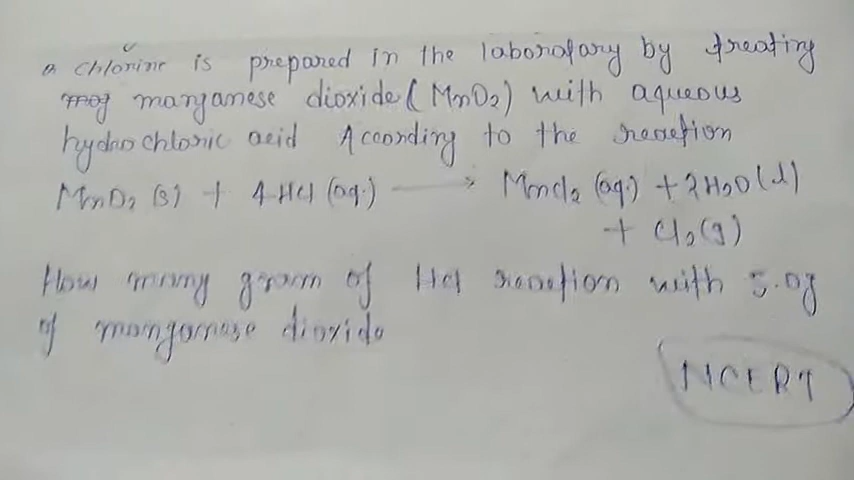 Chlorine is prepared in the laboratory by treating
manganese dioxide (MnO2) with aqueous
hydrochloric acid According to the reaction
MnO2 (s) + 4HCl (aq.) → MnCl2 (aq.) + 2H2O(l)
+ Cl2(g)
How many gram of HCl reaction with 5.0g
of manganese dioxide
NCERT